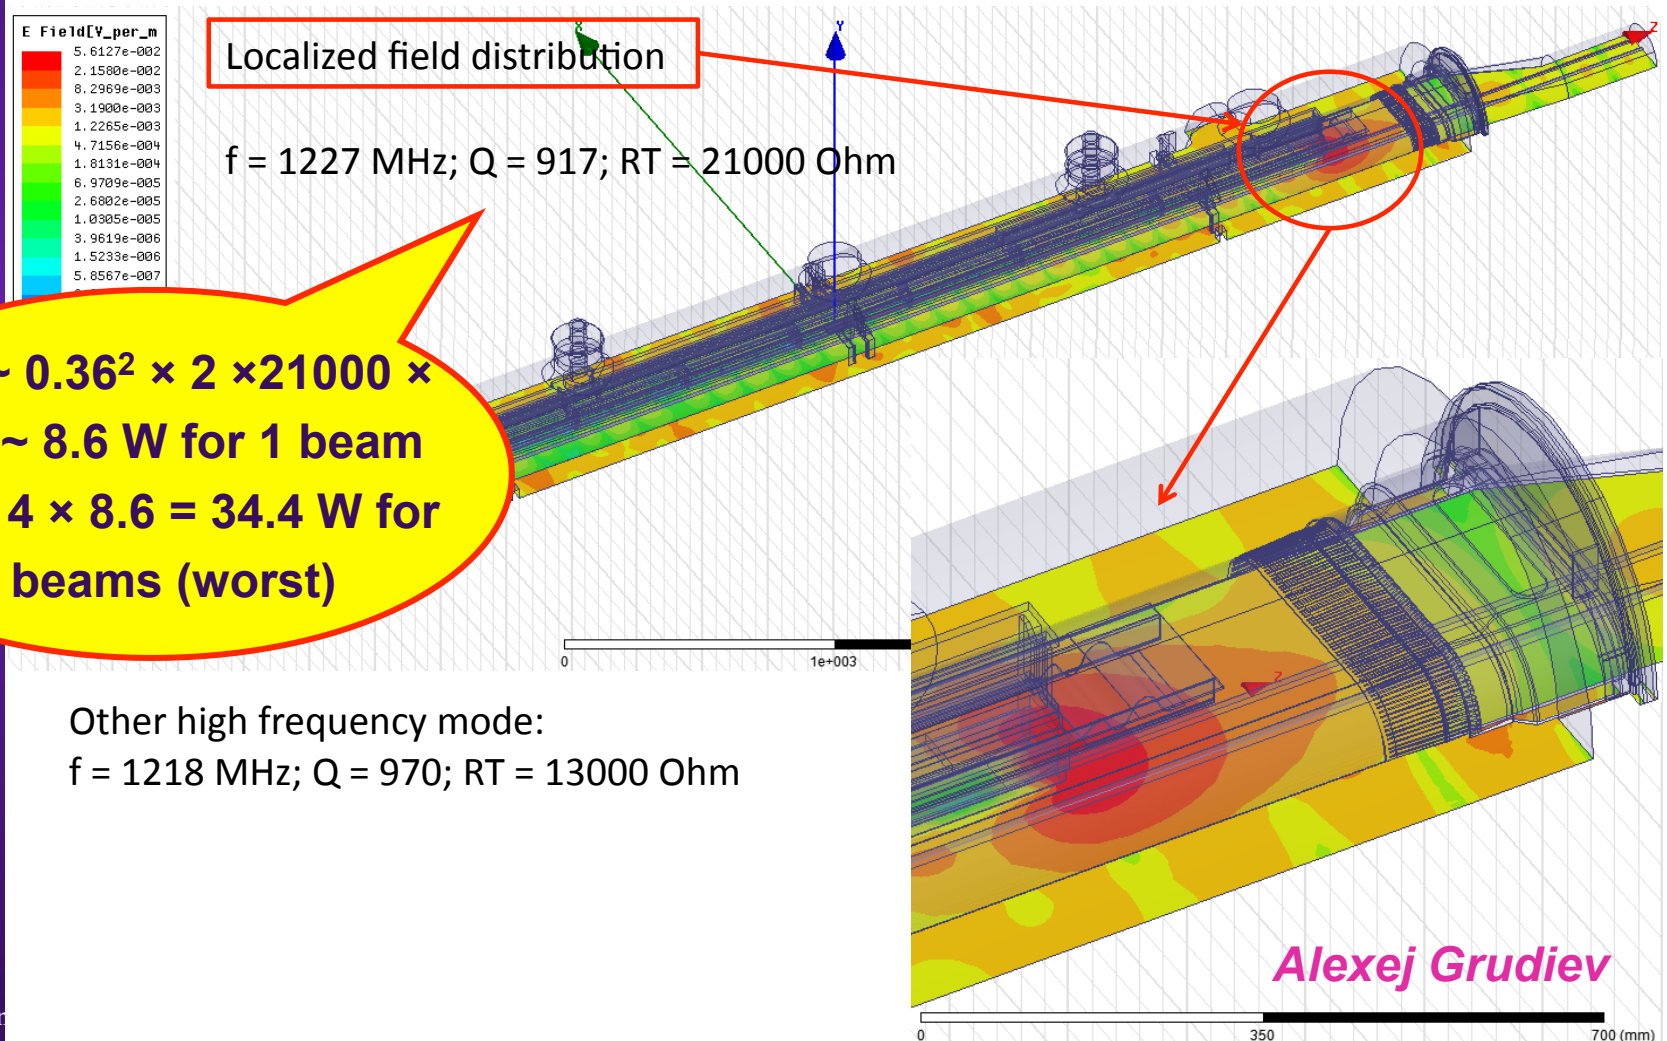 E Field[V_per_m
5.6127e-002
2.1580e-002
8.2969e-003
3.1900e-003
1.2265e-003
4.7156e-004
1.8131e-004
6.9709e-005
2.6802e-005
1.0305e-005
3.9619e-006
1.5233e-006
5.8567e-007
Localized field distribution
X
Y
Z
f = 1227 MHz; Q = 917; RT = 21000 Ohm
~ 0.36² × 2 ×21000 ×
~ 8.6 W for 1 beam
4 × 8.6 = 34.4 W for
beams (worst)
0
1e+003
Other high frequency mode:
f = 1218 MHz; Q = 970; RT = 13000 Ohm
Z
Alexej Grudiev
0
350
700 (mm)